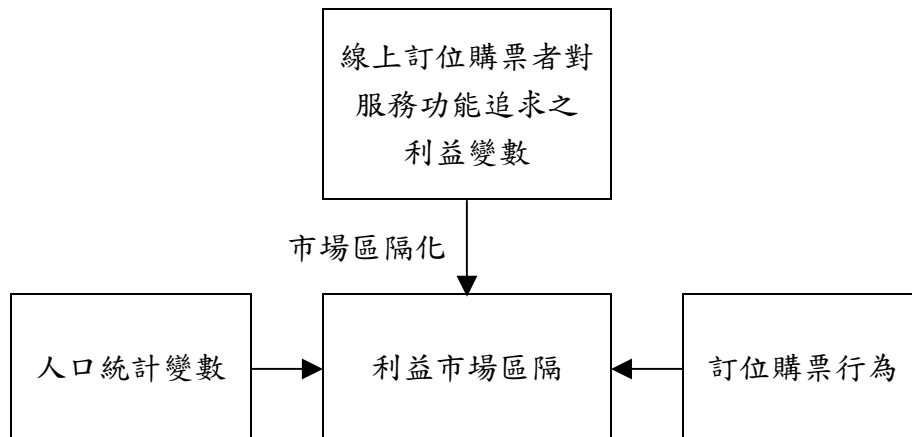 線上訂位購票者對
服務功能追求之
利益變數
市場區隔化
人口統計變數
利益市場區隔
訂位購票行為